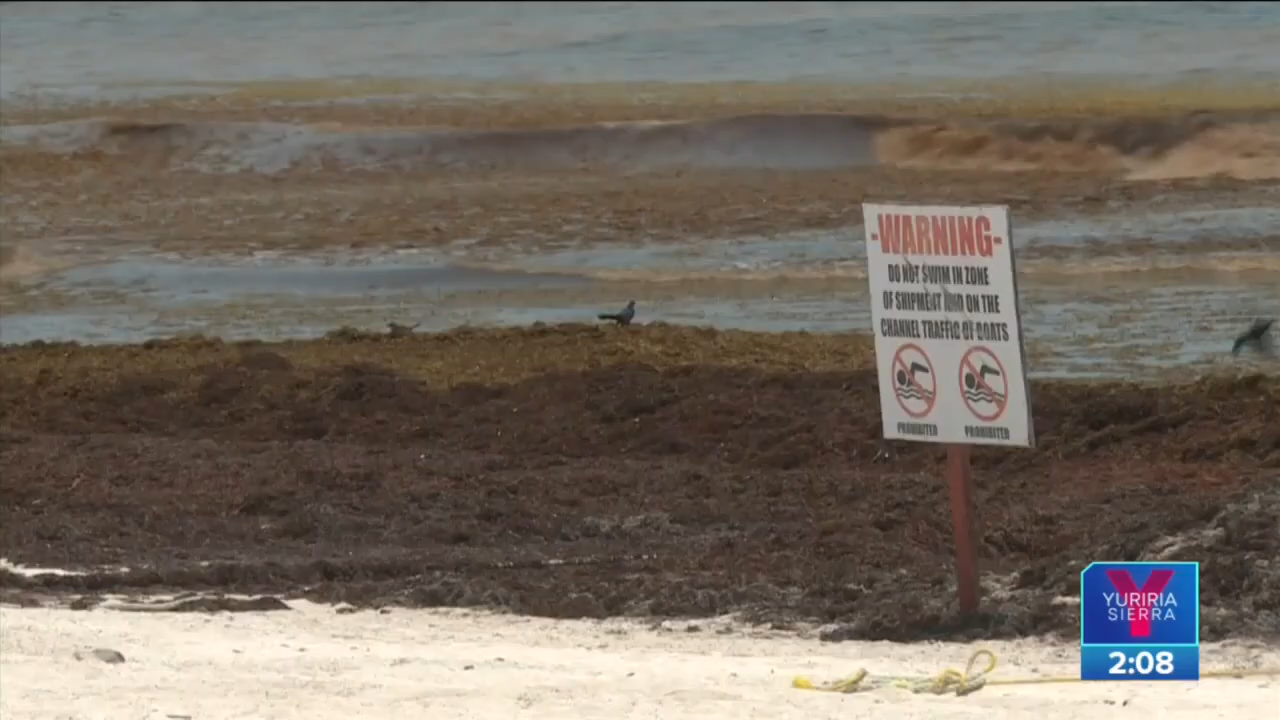 -WARNING-
DO NOT SWIM IN ZONE
OF SHIPMENT AND ON THE
CHANNEL TRAFFIC OF BOATS
PROHIBITED
PROHIBITED
YURIRIA
SIERRA
2:08